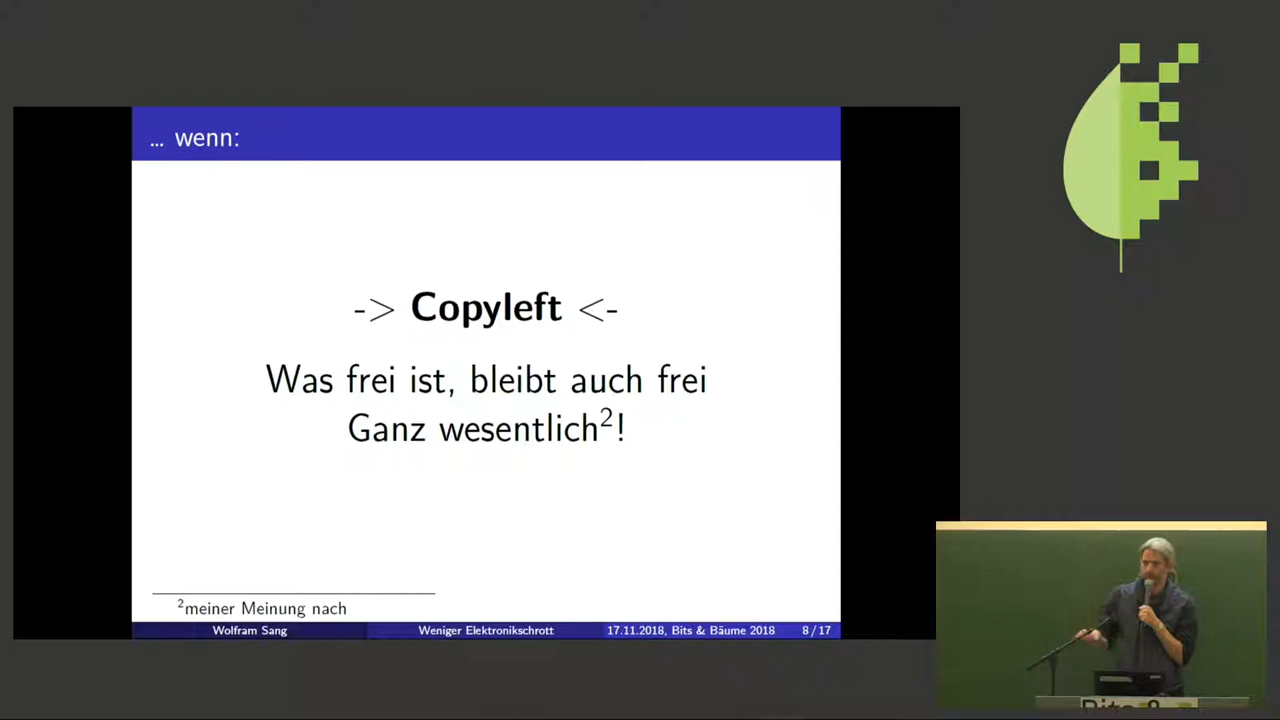 ... wenn:
-> Copyleft <-
Was frei ist, bleibt auch frei
Ganz wesentlich²!
²meiner Meinung nach
Wolfram Sang Weniger Elektronikschrott 17.11.2018, Bits & Bäume 2018 8 / 17